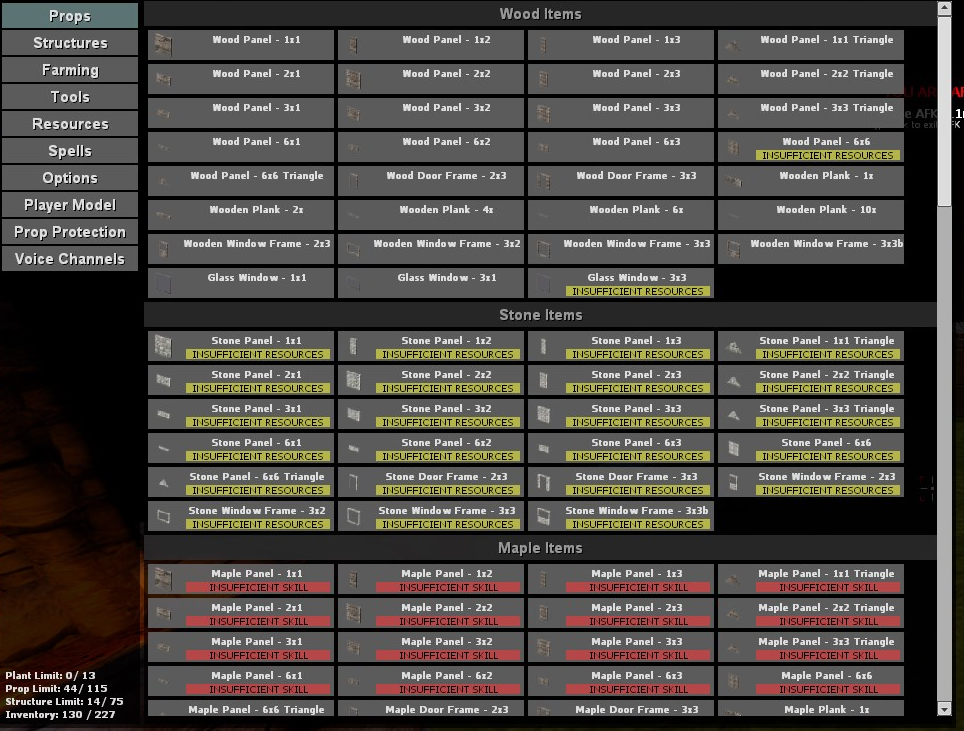 Props
Structures
Farming
Tools
Resources
Spells
Options
Player Model
Prop Protection
Voice Channels
Wood Items
Wood Panel - 1x1
Wood Panel - 1x2
Wood Panel - 1x3
Wood Panel - 1x1 Triangle
Wood Panel - 2x1
Wood Panel - 2x2
Wood Panel - 2x3
Wood Panel - 2x2 Triangle
Wood Panel - 3x1
Wood Panel - 3x2
Wood Panel - 3x3
Wood Panel - 3x3 Triangle
Wood Panel - 6x1
Wood Panel - 6x2
Wood Panel - 6x3
Wood Panel - 6x6
INSUFFICIENT RESOURCES
Wood Panel - 6x6 Triangle
Wood Door Frame - 2x3
Wood Door Frame - 3x3
Wooden Plank - 1x
Wooden Plank - 2x
Wooden Plank - 4x
Wooden Plank - 6x
Wooden Plank - 10x
Wooden Window Frame - 2x3
Wooden Window Frame - 3x2
Wooden Window Frame - 3x3
Wooden Window Frame - 3x3b
Glass Window - 1x1
Glass Window - 3x1
Glass Window - 3x3
INSUFFICIENT RESOURCES
Stone Items
Stone Panel - 1x1
INSUFFICIENT RESOURCES
Stone Panel - 1x2
INSUFFICIENT RESOURCES
Stone Panel - 1x3
INSUFFICIENT RESOURCES
Stone Panel - 1x1 Triangle
INSUFFICIENT RESOURCES
Stone Panel - 2x1
INSUFFICIENT RESOURCES
Stone Panel - 2x2
INSUFFICIENT RESOURCES
Stone Panel - 2x3
INSUFFICIENT RESOURCES
Stone Panel - 2x2 Triangle
INSUFFICIENT RESOURCES
Stone Panel - 3x1
INSUFFICIENT RESOURCES
Stone Panel - 3x2
INSUFFICIENT RESOURCES
Stone Panel - 3x3
INSUFFICIENT RESOURCES
Stone Panel - 3x3 Triangle
INSUFFICIENT RESOURCES
Stone Panel - 6x1
INSUFFICIENT RESOURCES
Stone Panel - 6x2
INSUFFICIENT RESOURCES
Stone Panel - 6x3
INSUFFICIENT RESOURCES
Stone Panel - 6x6
INSUFFICIENT RESOURCES
Stone Panel - 6x6 Triangle
INSUFFICIENT RESOURCES
Stone Door Frame - 2x3
INSUFFICIENT RESOURCES
Stone Door Frame - 3x3
INSUFFICIENT RESOURCES
Stone Window Frame - 2x3
INSUFFICIENT RESOURCES
Stone Window Frame - 3x2
INSUFFICIENT RESOURCES
Stone Window Frame - 3x3
INSUFFICIENT RESOURCES
Stone Window Frame - 3x3b
INSUFFICIENT RESOURCES
Maple Items
Maple Panel - 1x1
INSUFFICIENT SKILL
Maple Panel - 1x2
INSUFFICIENT SKILL
Maple Panel - 1x3
INSUFFICIENT SKILL
Maple Panel - 1x1 Triangle
INSUFFICIENT SKILL
Maple Panel - 2x1
INSUFFICIENT SKILL
Maple Panel - 2x2
INSUFFICIENT SKILL
Maple Panel - 2x3
INSUFFICIENT SKILL
Maple Panel - 2x2 Triangle
INSUFFICIENT SKILL
Maple Panel - 3x1
INSUFFICIENT SKILL
Maple Panel - 3x2
INSUFFICIENT SKILL
Maple Panel - 3x3
INSUFFICIENT SKILL
Maple Panel - 3x3 Triangle
INSUFFICIENT SKILL
Maple Panel - 6x1
INSUFFICIENT SKILL
Maple Panel - 6x2
INSUFFICIENT SKILL
Maple Panel - 6x3
INSUFFICIENT SKILL
Maple Panel - 6x6
INSUFFICIENT SKILL
Maple Panel - 6x6 Triangle
Maple Door Frame - 2x3
Maple Door Frame - 3x3
Maple Plank - 1x
Plant Limit: 0/ 13
Prop Limit: 44/ 115
Structure Limit: 14/ 75
Inventory: 130 / 227